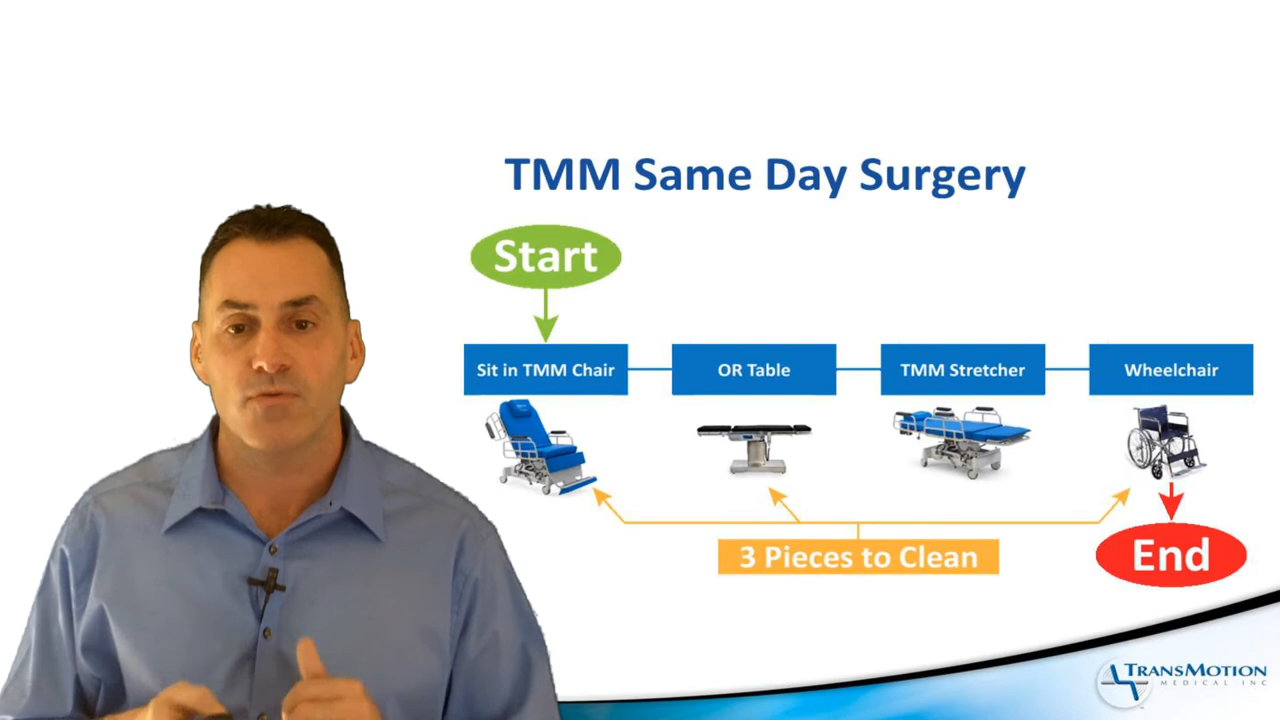 TMM Same Day Surgery
Start
Sit in TMM Chair
OR Table
TMM Stretcher
Wheelchair
3 Pieces to Clean
End
TRANSMOTION
MEDICAL INC